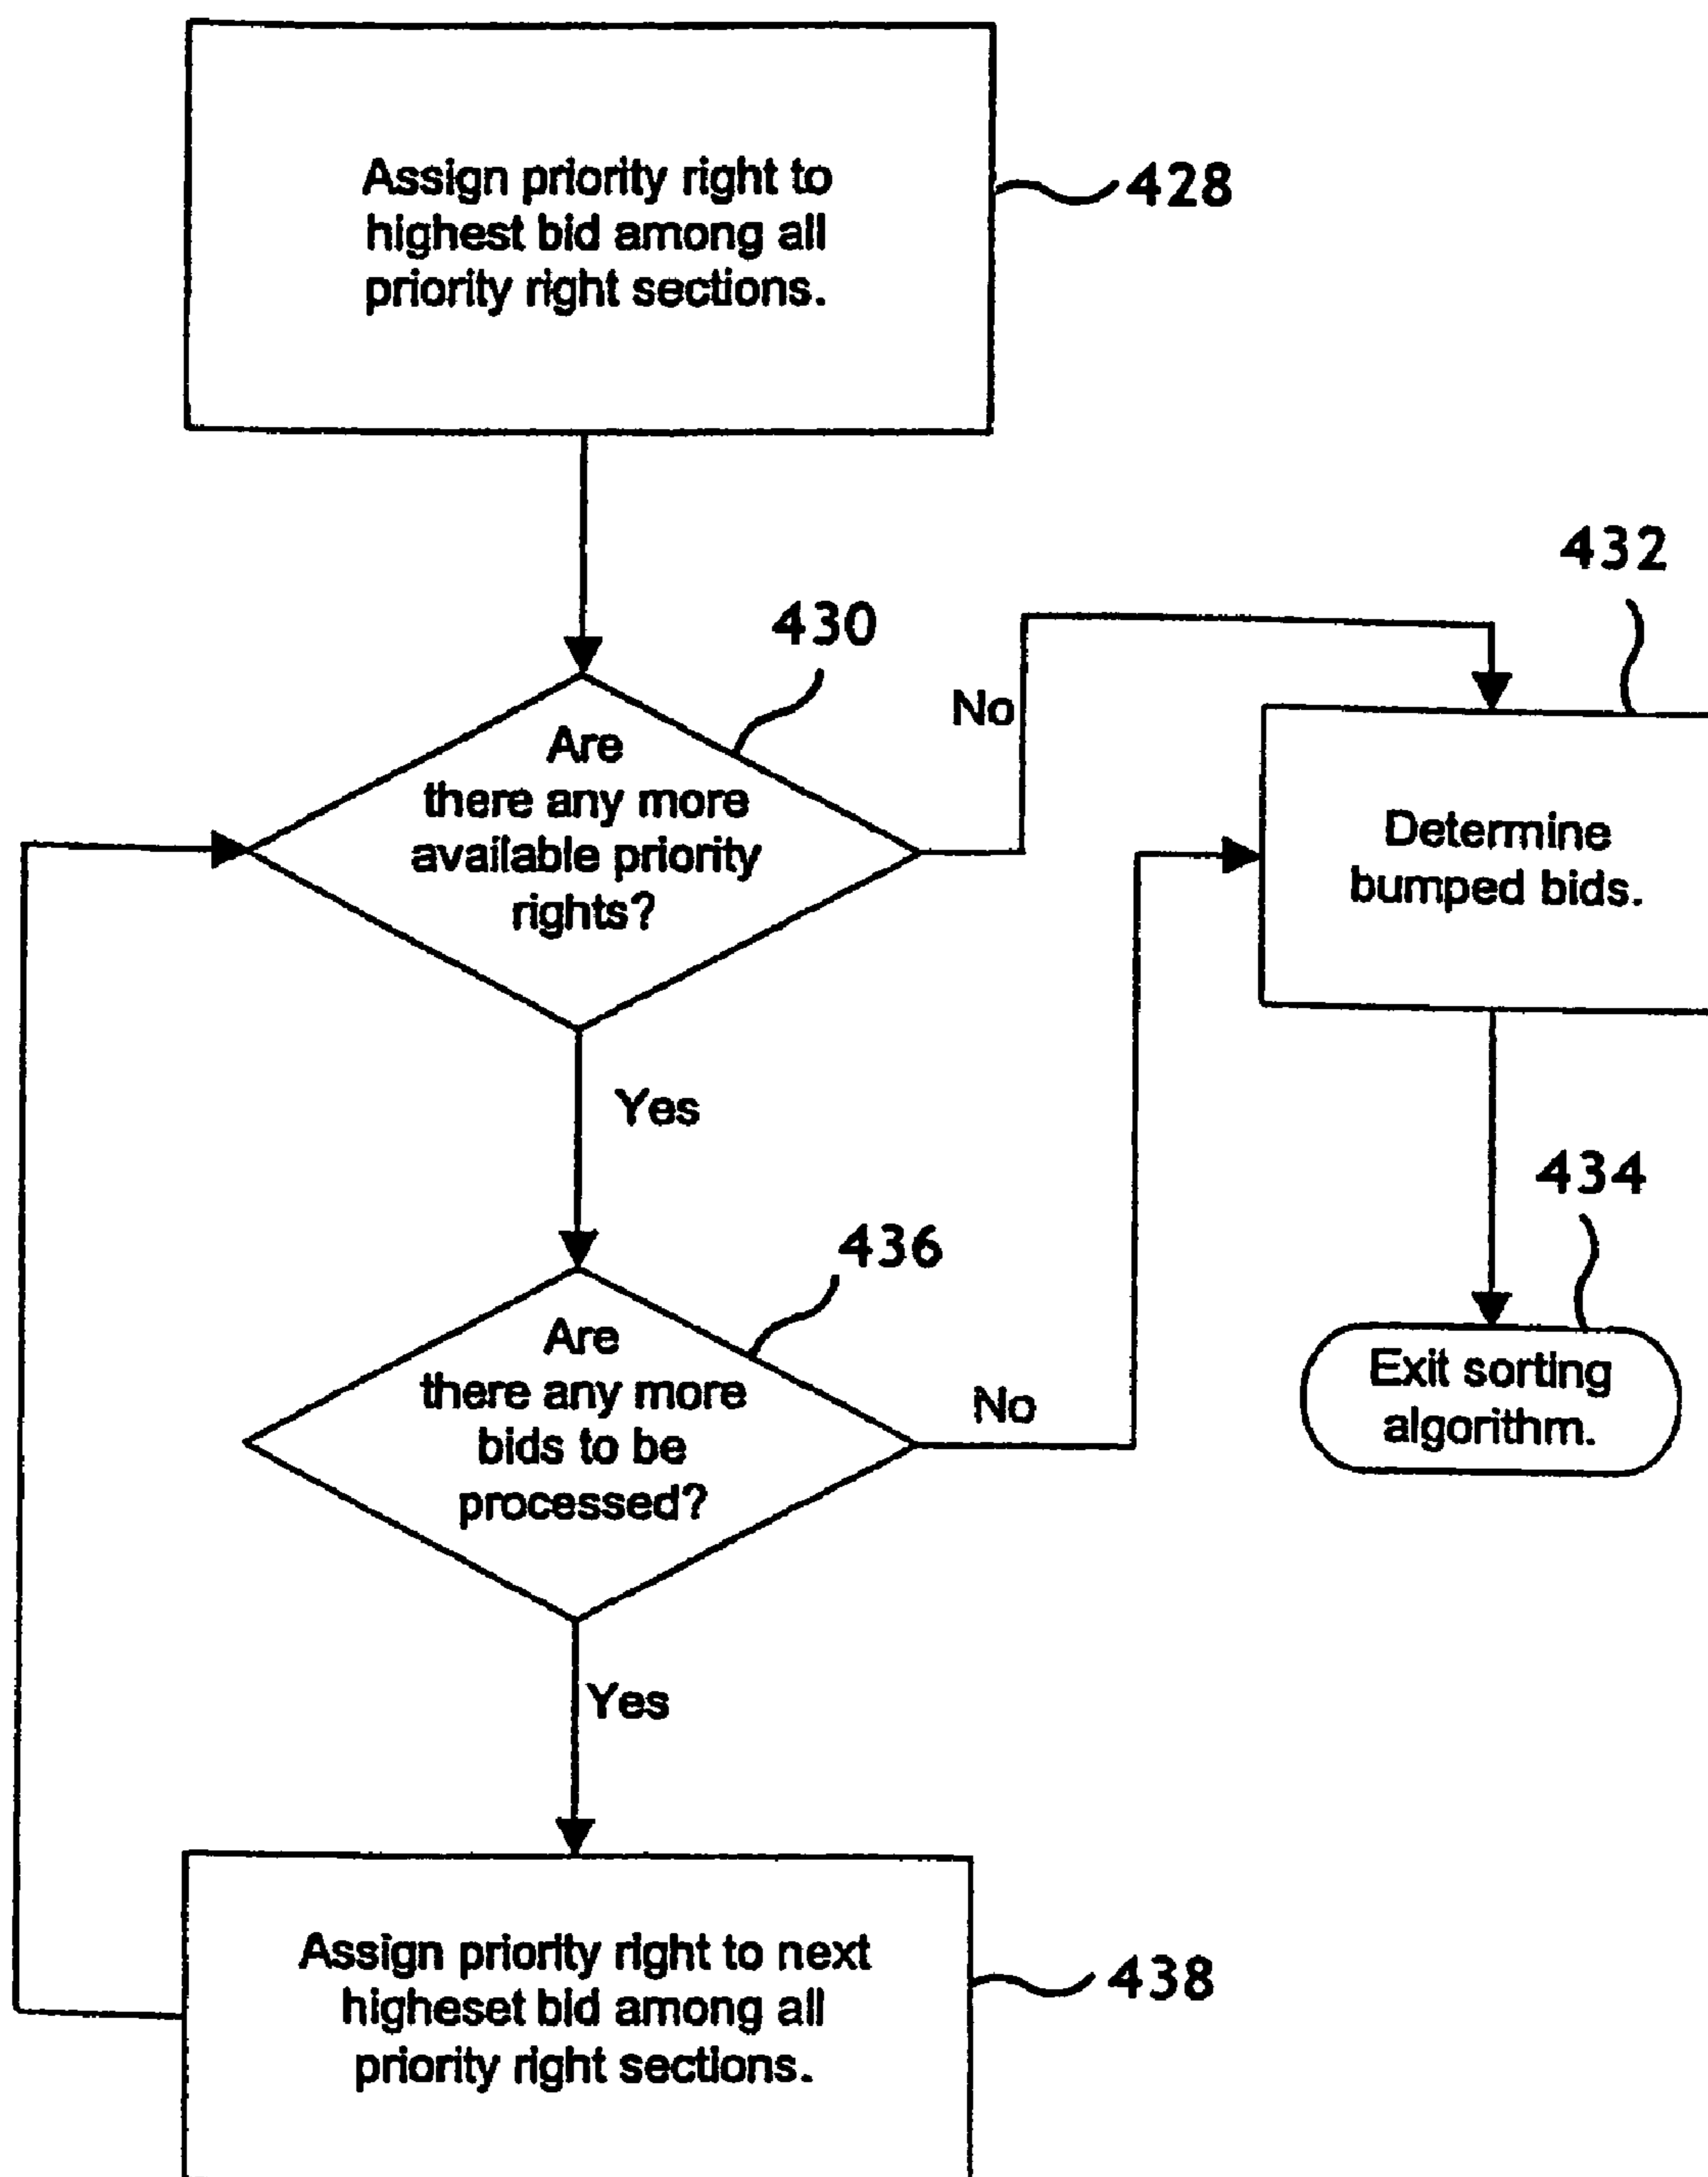 Assign priority right to
highest bid among all
priority right sections.
428
432
430
No
Are
there any more
available priority
rights?
Determine
bumped bids.
Yes
434
436
Are
there any more
bids to be
processed?
No
Exit sorting
algorithm.
Yes
Assign priority right to next
higheset bid among all
priority right sections.
438